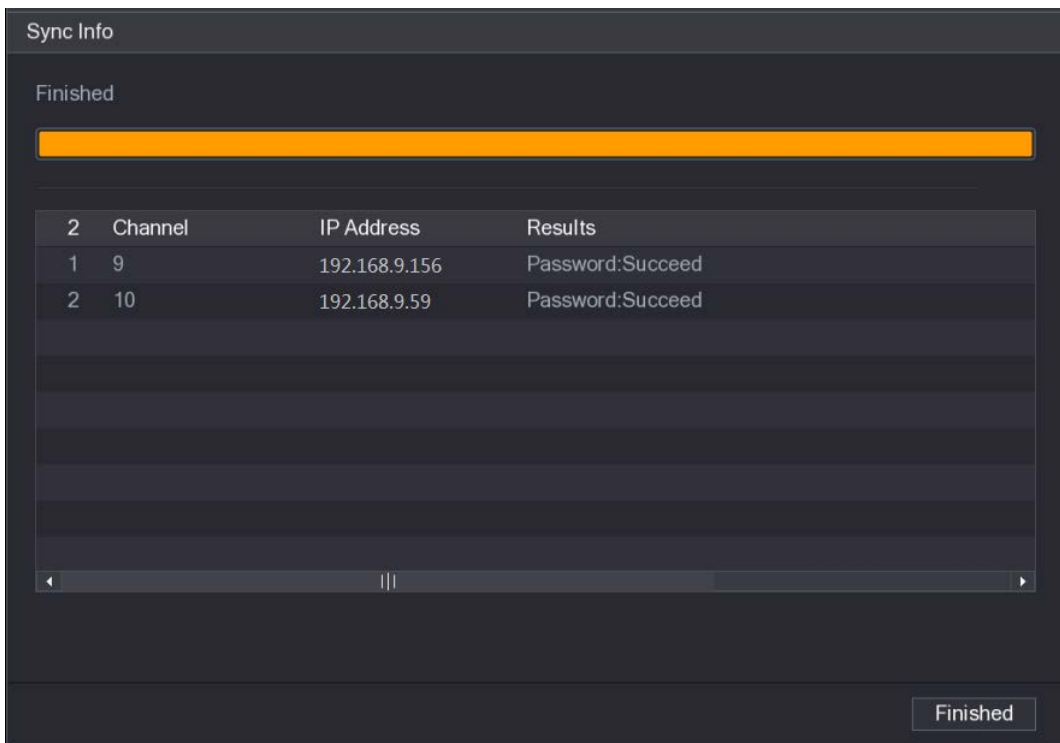 Sync Info
Finished
2 Channel IP Address Results
1 9 192.168.9.156 Password:Succeed
2 10 192.168.9.59 Password:Succeed
Finished